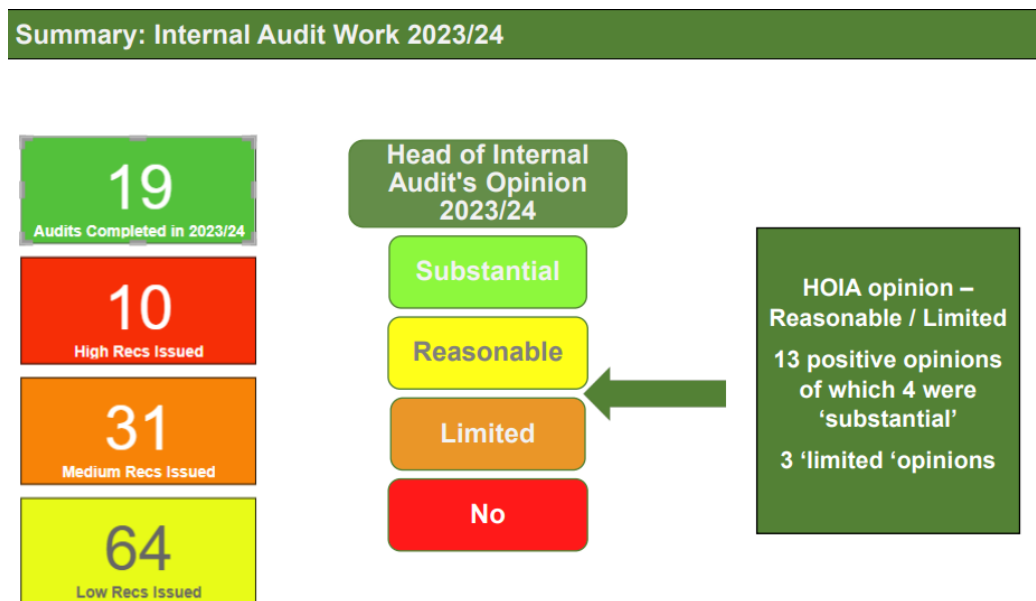 Summary: Internal Audit Work 2023/24
19
Audits Completed in 2023/24
10
High Recs Issued
31
Medium Recs Issued
64
Low Recs Issued
Head of Internal
Audit's Opinion
2023/24
Substantial
Reasonable
Limited
No
HOIA opinion –
Reasonable / Limited
13 positive opinions
of which 4 were
‘substantial’
3 ‘limited ‘opinions